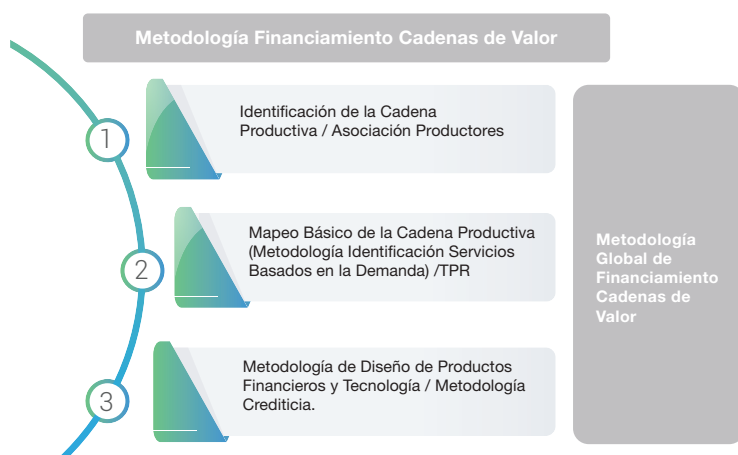 Metodología Financiamiento Cadenas de Valor
1
Identificación de la Cadena
Productiva / Asociación Productores
2
Mapeo Básico de la Cadena Productiva
(Metodología Identificación Servicios
Basados en la Demanda) /TPR
3
Metodología de Diseño de Productos
Financieros y Tecnología / Metodología
Crediticia.
Metodología
Global de
Financiamiento
Cadenas de
Valor